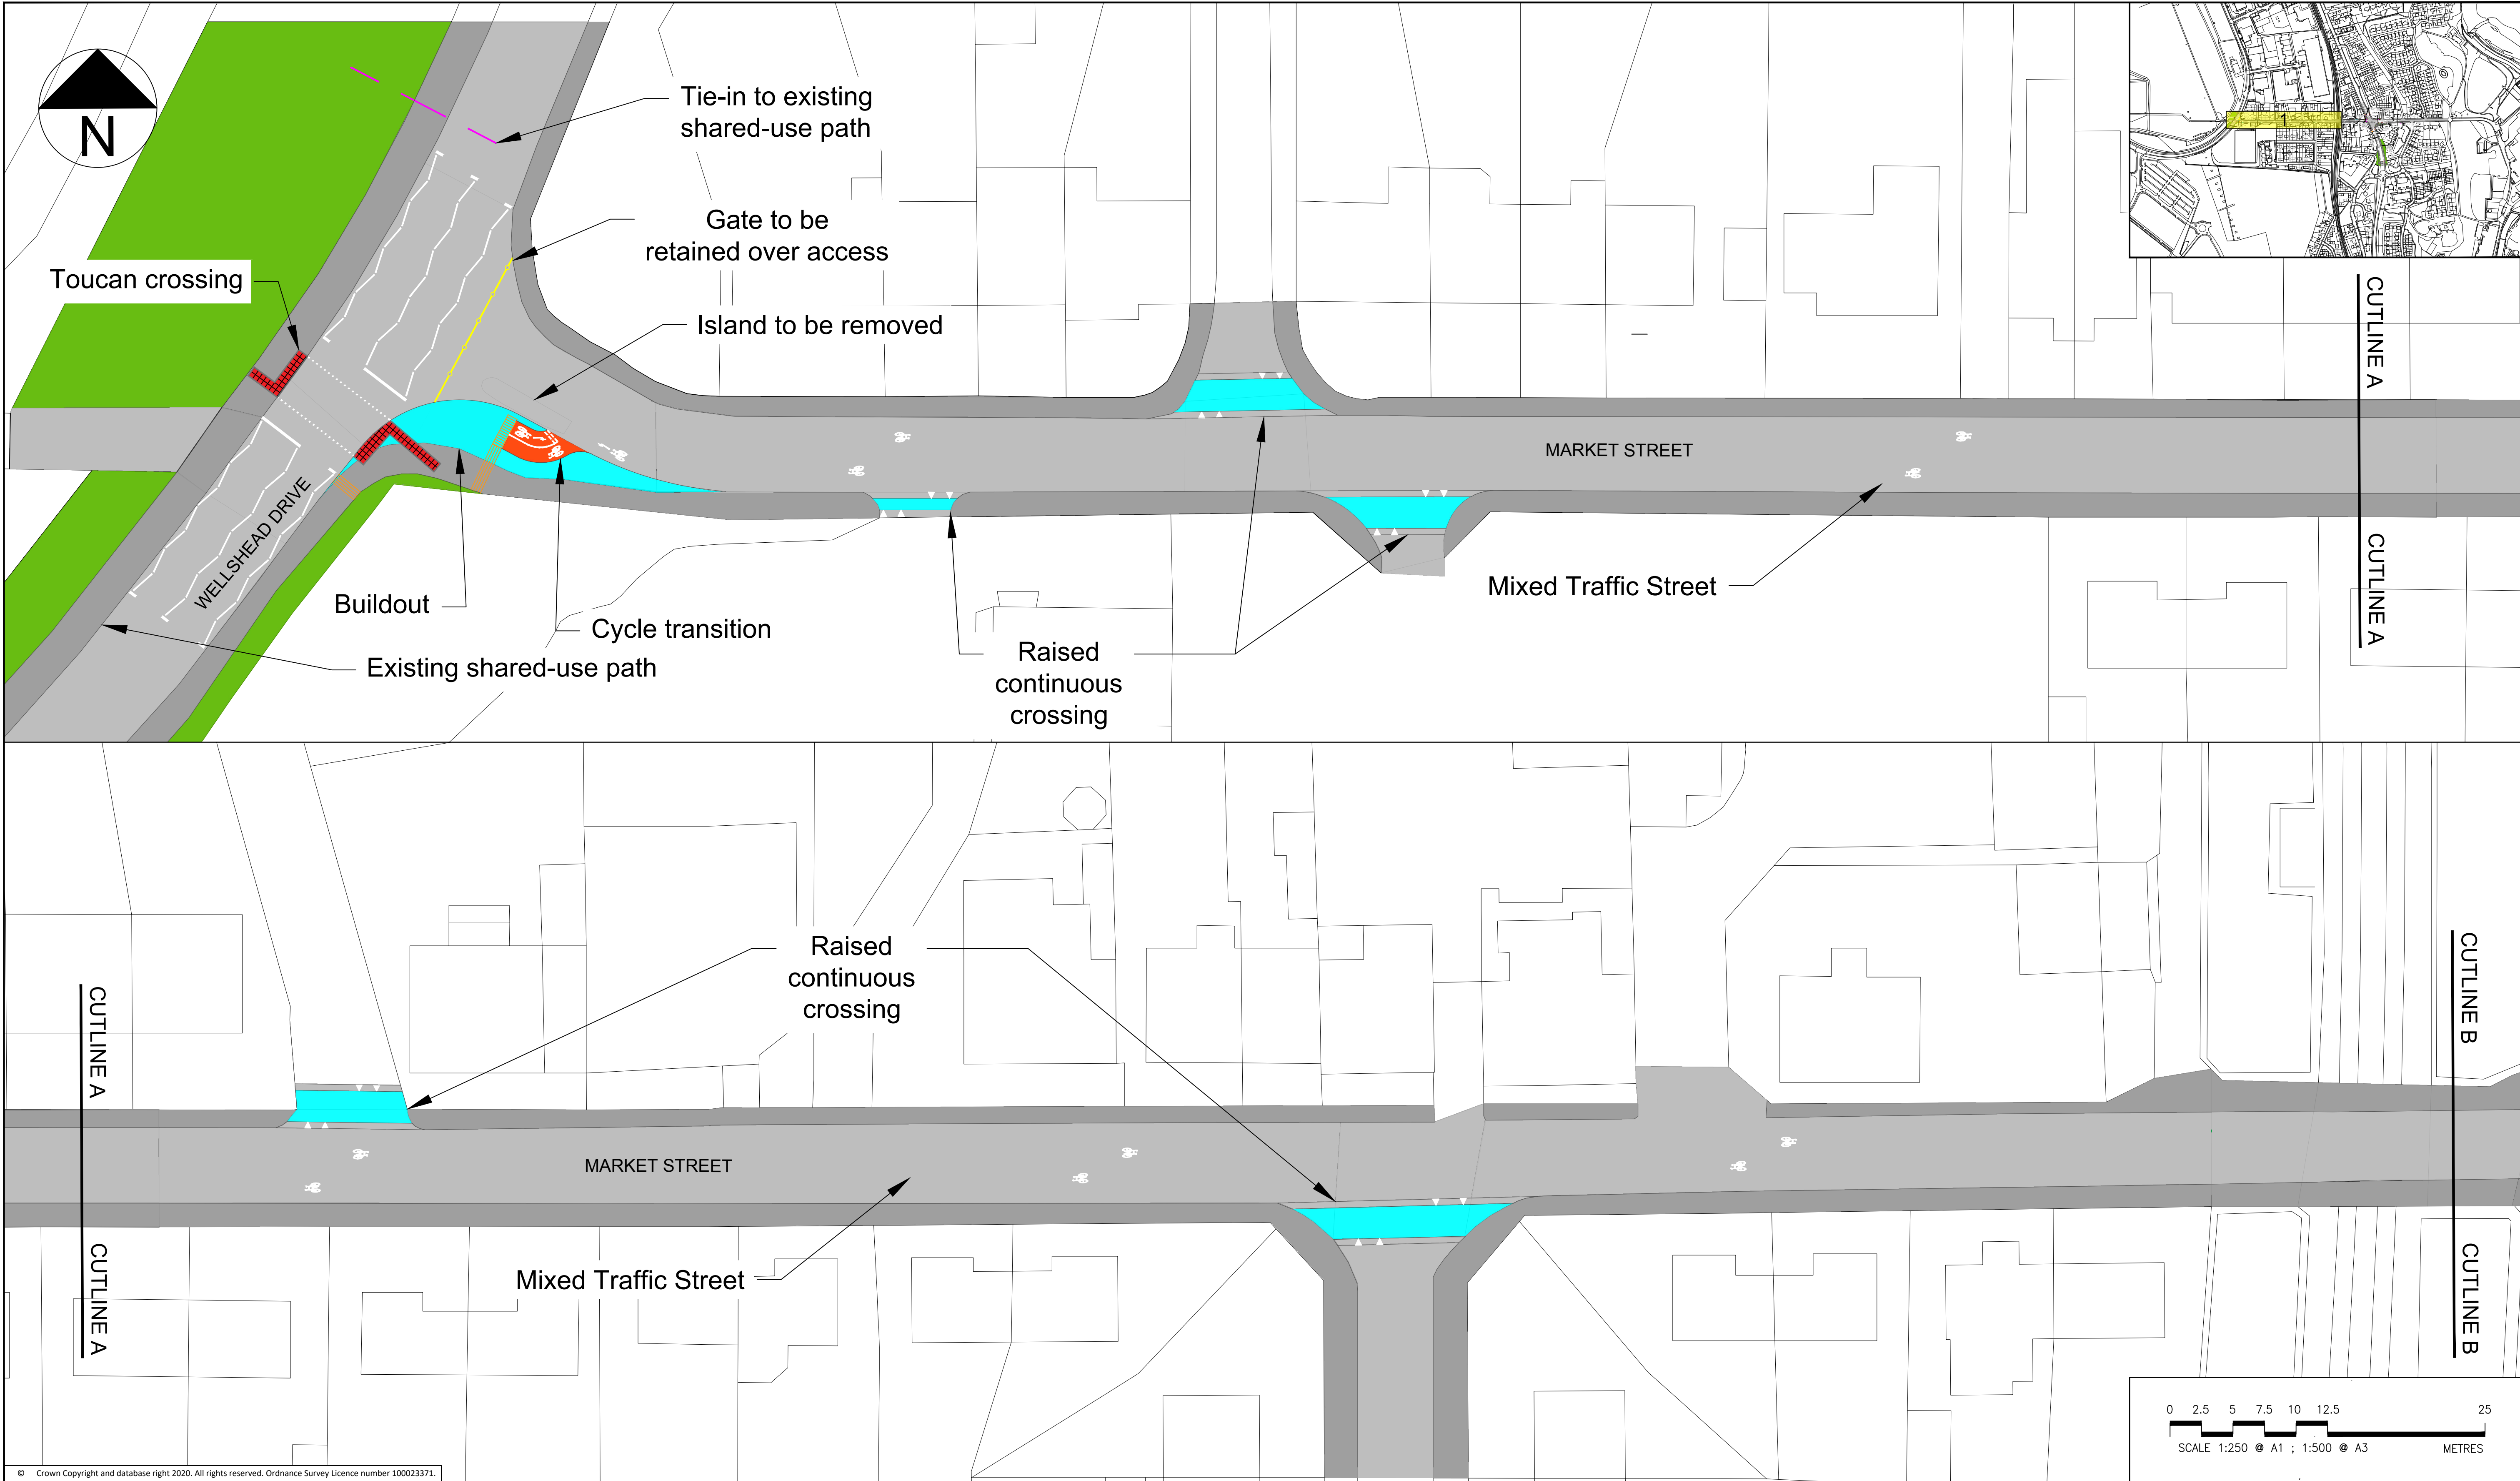 N
Tie-in to existing
shared-use path
Gate to be
retained over access
Island to be removed
Toucan crossing
1
CUTLINE A
CUTLINE A
MARKET STREET
WELLSHEAD DRIVE
Buildout
Cycle transition
Existing shared-use path
Raised
continuous
crossing
Mixed Traffic Street
CUTLINE A
CUTLINE A
Raised
continuous
crossing
MARKET STREET
Mixed Traffic Street
CUTLINE B
CUTLINE B
0 2.5 5 7.5 10 12.5 25
SCALE 1:250 @ A1 ; 1:500 @ A3 METRES
© Crown Copyright and database right 2020. All rights reserved. Ordnance Survey Licence number 100023371.